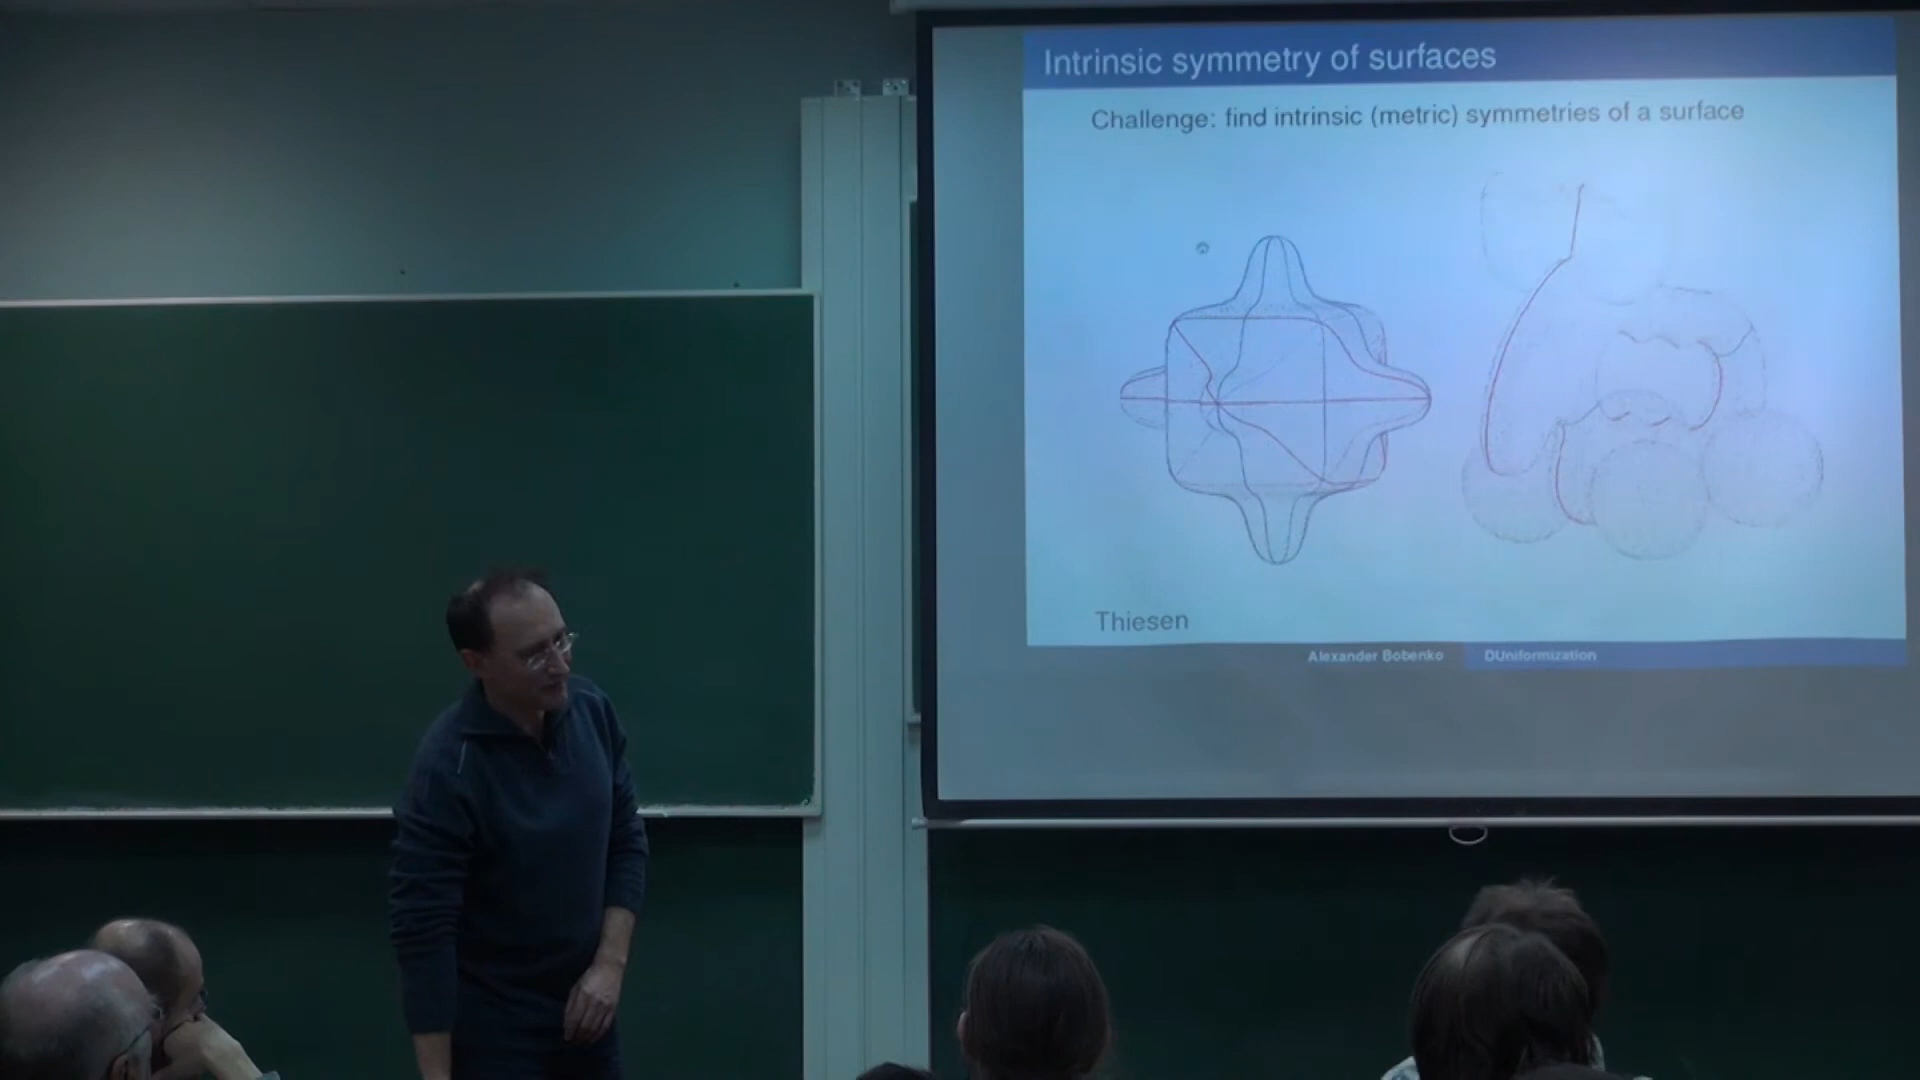 Intrinsic symmetry of surfaces
Challenge: find intrinsic (metric) symmetries of a surface
Thiesen
Alexander Bobenko
DUniformization